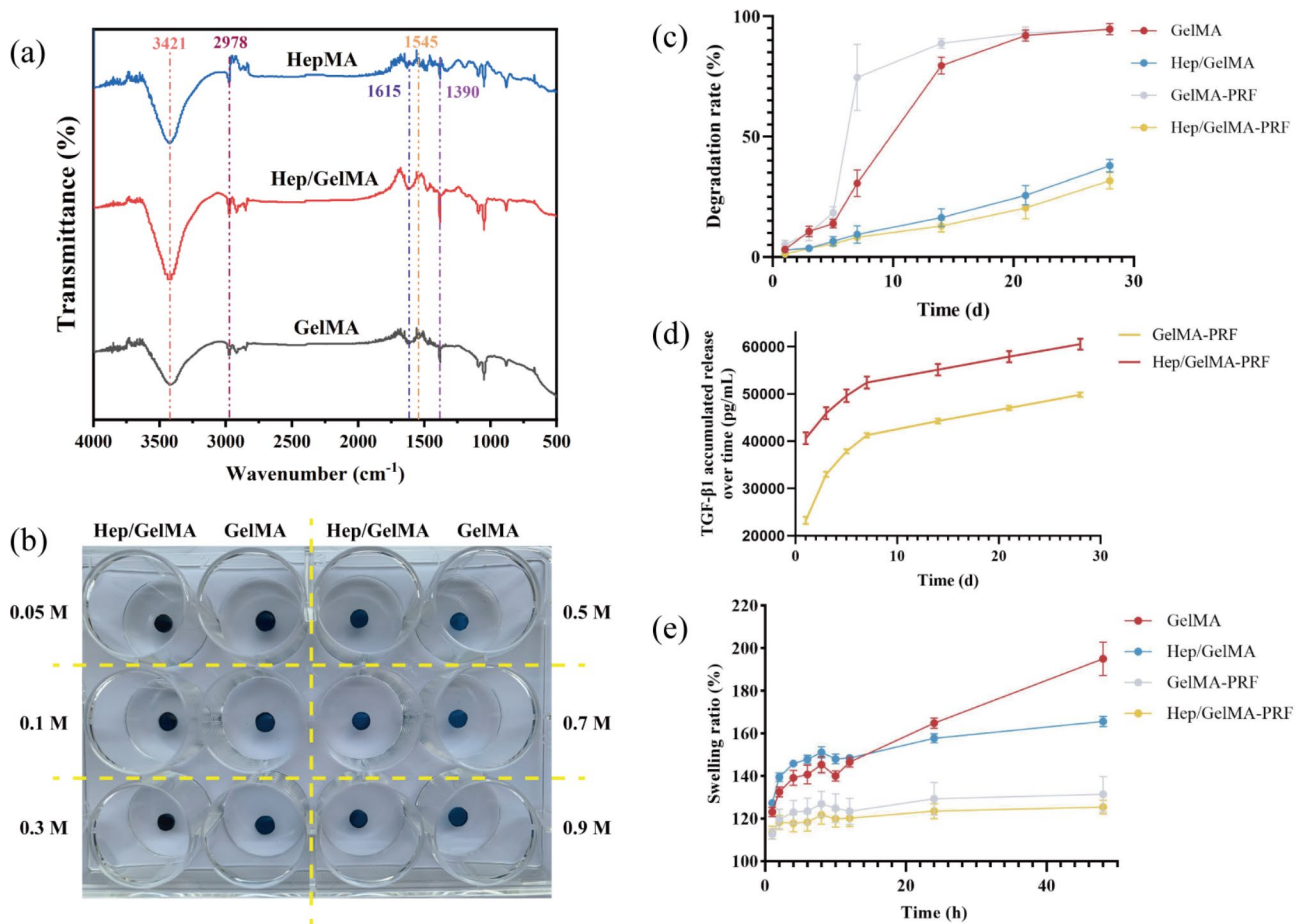 (a)
3421
2978
1545
HepMA
1615
1390
Hep/GelMA
GelMA
Transmittance (%)
4000 3500 3000 2500 2000 1500 1000 500
Wavenumber (cm⁻¹)
(b)
Hep/GelMA GelMA Hep/GelMA GelMA
0.05 M 0.5 M
0.1 M 0.7 M
0.3 M 0.9 M
(c)
Degradation rate (%)
100
50
0
0 10 20 30
Time (d)
GelMA
Hep/GelMA
GelMA-PRF
Hep/GelMA-PRF
(d)
TGF-β1 accumulated release
over time (pg/mL)
60000
50000
40000
30000
20000
0 10 20 30
Time (d)
GelMA-PRF
Hep/GelMA-PRF
(e)
Swelling ratio (%)
220
200
180
160
140
120
100
0 20 40
Time (h)
GelMA
Hep/GelMA
GelMA-PRF
Hep/GelMA-PRF